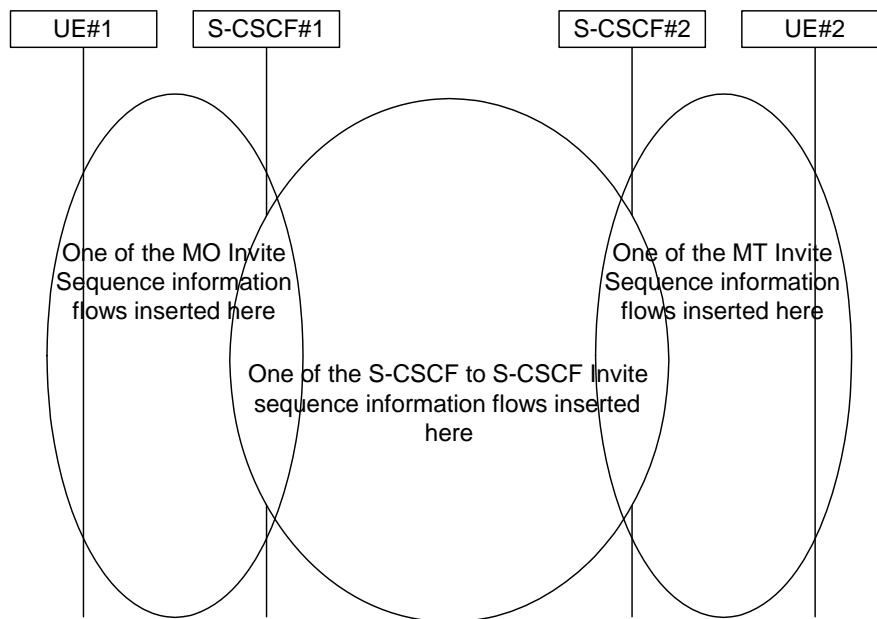 UE#1
S-CSCF#1
S-CSCF#2
UE#2
One of the MO Invite
Sequence information
flows inserted here
One of the MT Invite
Sequence information
flows inserted here
One of the S-CSCF to S-CSCF Invite
sequence information flows inserted
here